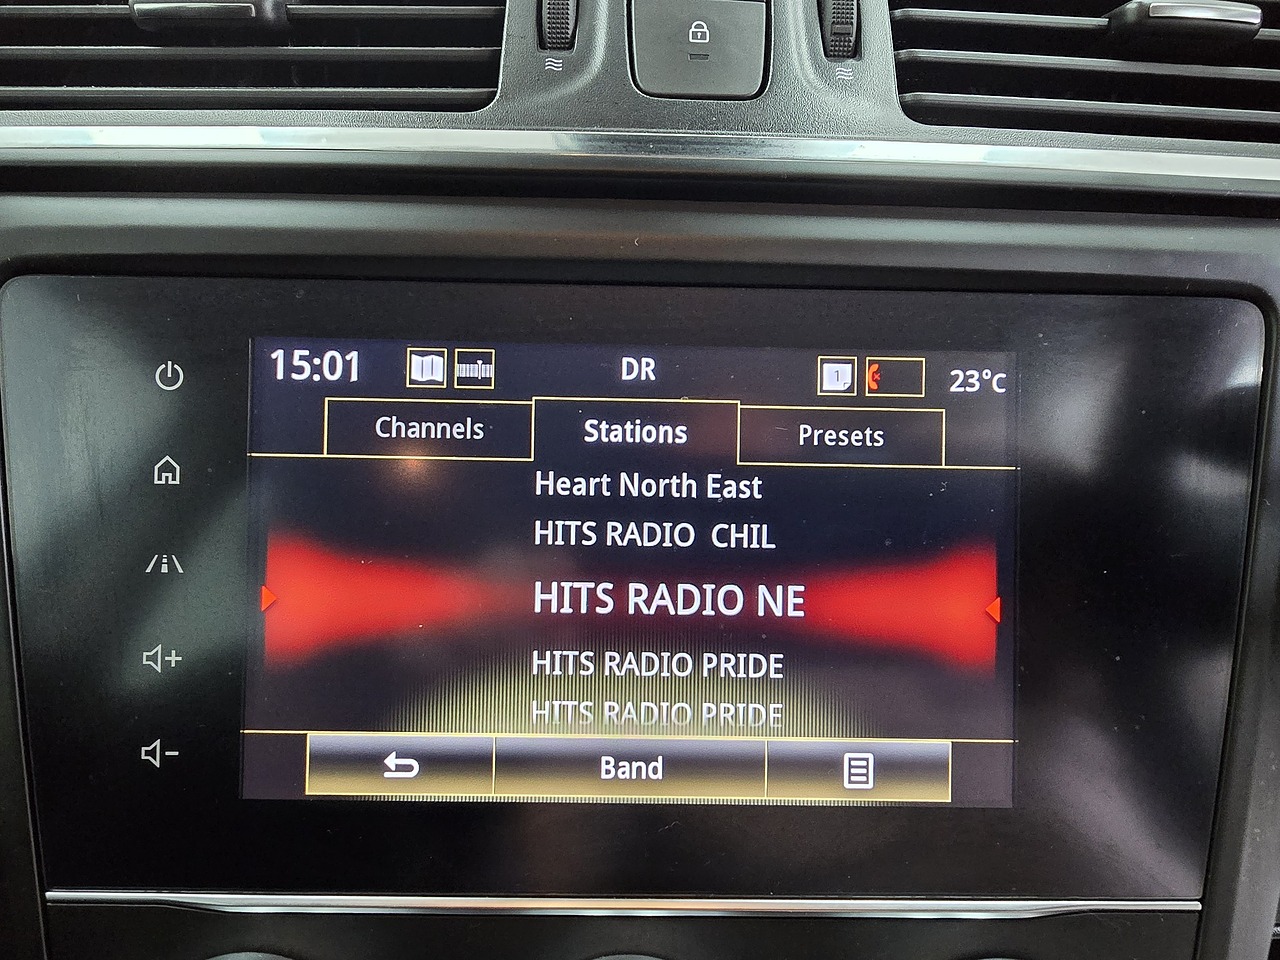 15:01 DR 1 23°C
Channels Stations Presets
Heart North East
HITS RADIO  CHIL
HITS RADIO NE
HITS RADIO PRIDE
HITS RADIO PRIDE
Band